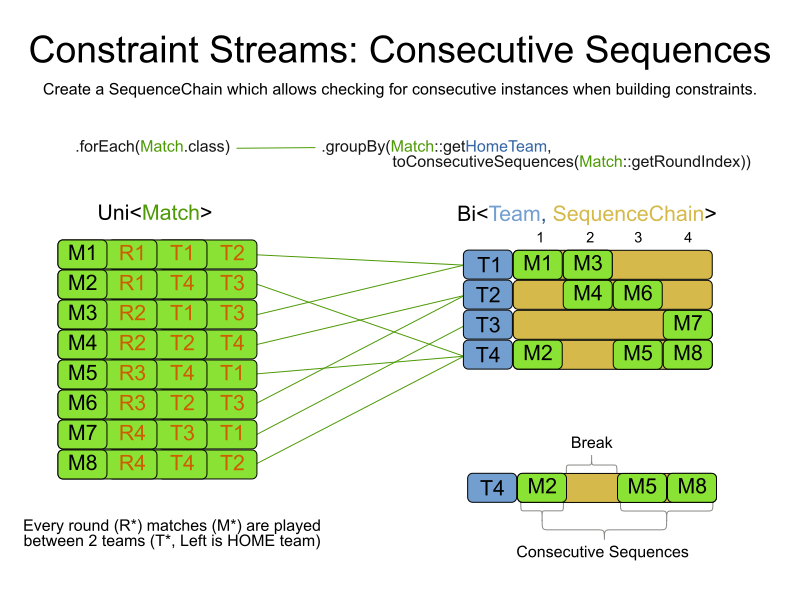 Constraint Streams: Consecutive Sequences
Create a SequenceChain which allows checking for consecutive instances when building constraints.
.forEach(Match.class) .groupBy(Match::getHomeTeam,
toConsecutiveSequences(Match::getRoundIndex))
Uni<Match>
M1 R1 T1 T2
M2 R1 T4 T3
M3 R2 T1 T3
M4 R2 T2 T4
M5 R3 T4 T1
M6 R3 T2 T3
M7 R4 T3 T1
M8 R4 T4 T2
Every round (R*) matches (M*) are played
between 2 teams (T*, Left is HOME team)
Bi<Team, SequenceChain>
1 2 3 4
T1 M1 M3
T2 M4 M6
T3 M7
T4 M2 M5 M8
Break
T4 M2 M5 M8
Consecutive Sequences